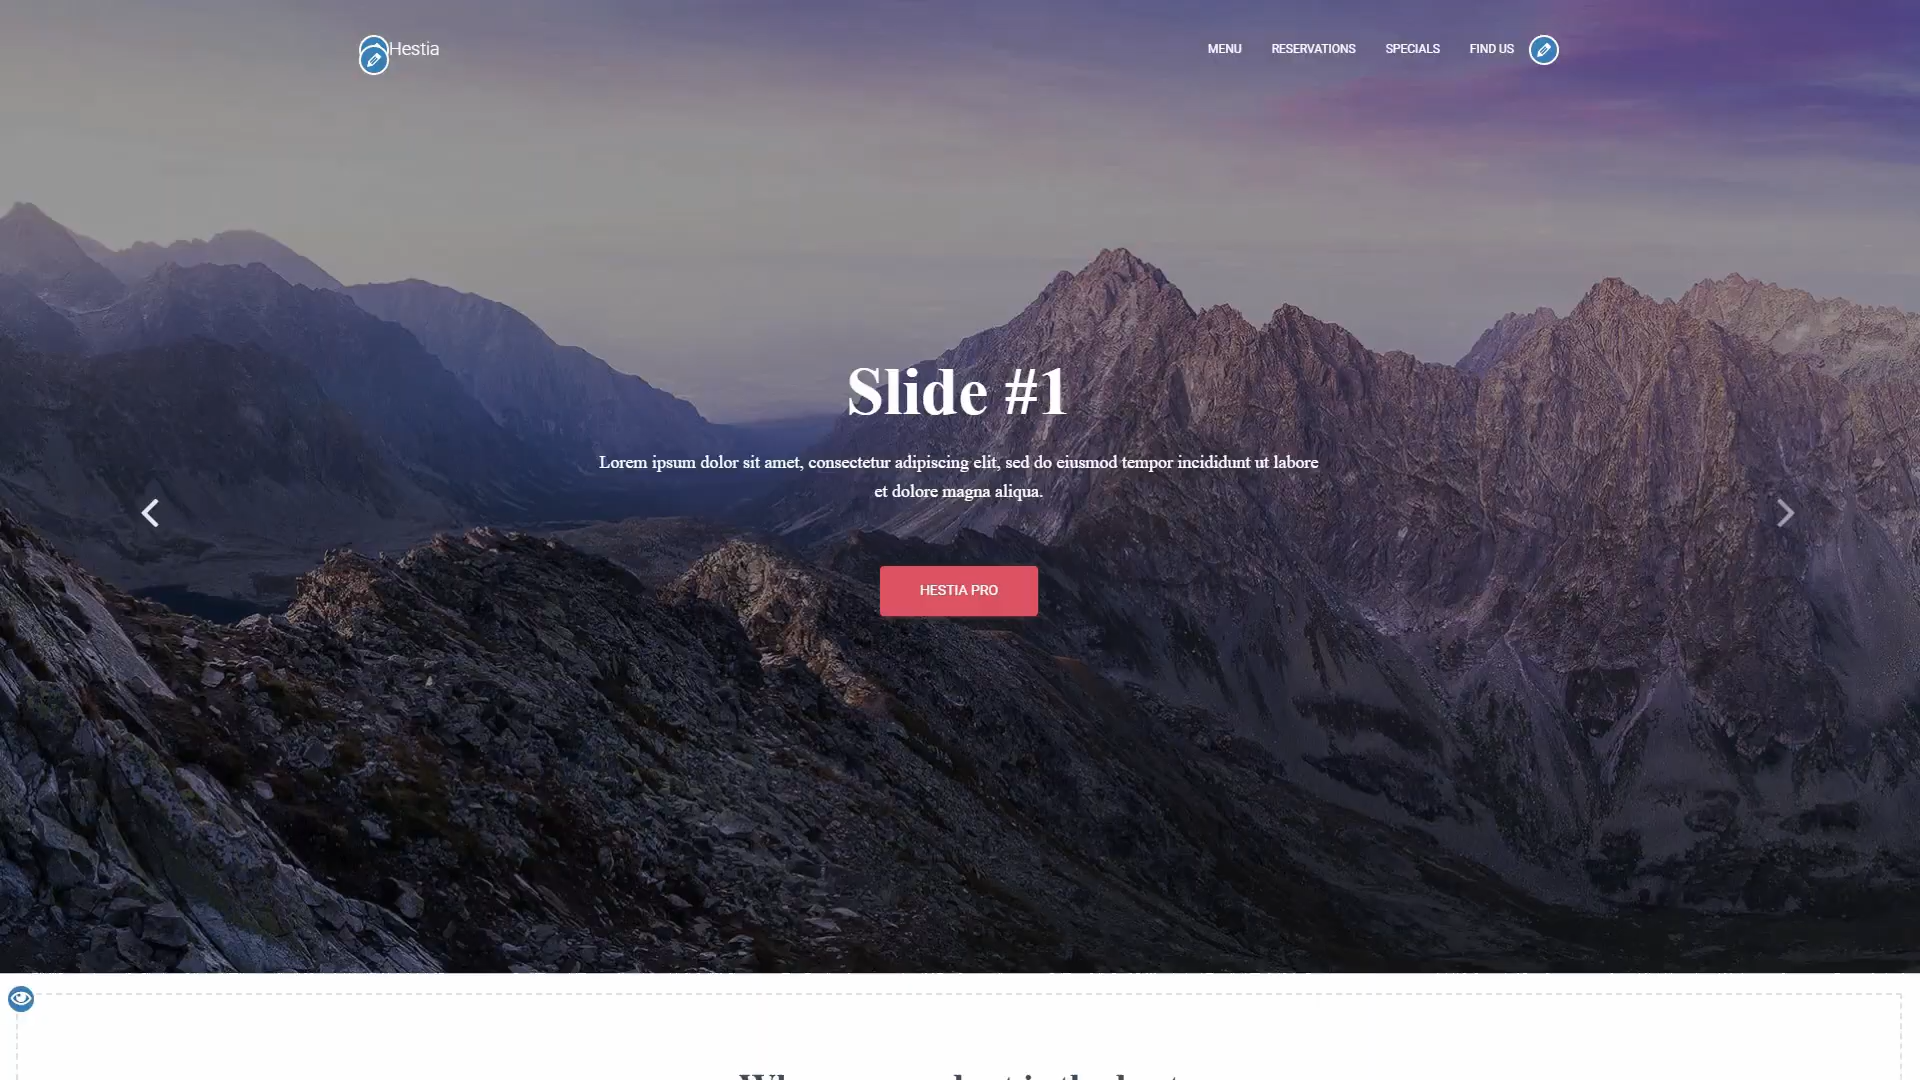 Hestia
MENU RESERVATIONS SPECIALS FIND US
Slide #1
Lorem ipsum dolor sit amet, consectetur adipiscing elit, sed do eiusmod tempor incididunt ut labore
et dolore magna aliqua.
HESTIA PRO